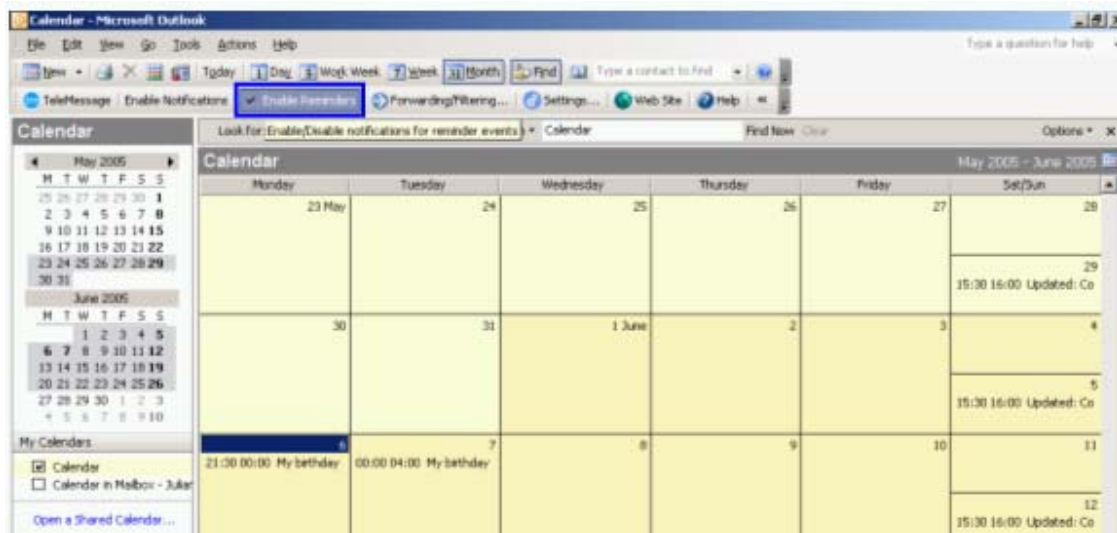 Calendar - Microsoft Outlook
File Edit View Go Tools Actions Help Type a question for help
New Today 1 Day 5 Work Week 7 Week 31 Month Find Type a contact to find
TeleMessage Enable Notifications Enable Reminders Forwarding/Filtering... Settings... Web Site Help
Calendar Look for: Enable/Disable notifications for reminder events Calendar Find Now Clear Options
May 2005
M T W T F S S
25 26 27 28 29 30 1
2 3 4 5 6 7 8
9 10 11 12 13 14 15
16 17 18 19 20 21 22
23 24 25 26 27 28 29
30 31
June 2005
M T W T F S S
1 2 3 4 5
6 7 8 9 10 11 12
13 14 15 16 17 18 19
20 21 22 23 24 25 26
27 28 29 30 1 2 3
4 5 6 7 8 9 10
My Calendars
Calendar
Calendar in Mailbox - Julian
Open a Shared Calendar...
Calendar May 2005 - June 2005
Monday Tuesday Wednesday Thursday Friday Sat/Sun
23 May 24 25 26 27 28
29
15:30 16:00 Updated: Co
30 31 1 June 2 3 4
5
15:30 16:00 Updated: Co
6 7 8 9 10 11
21:30 00:00 My birthday 00:00 04:00 My birthday
12
15:30 16:00 Updated: Co